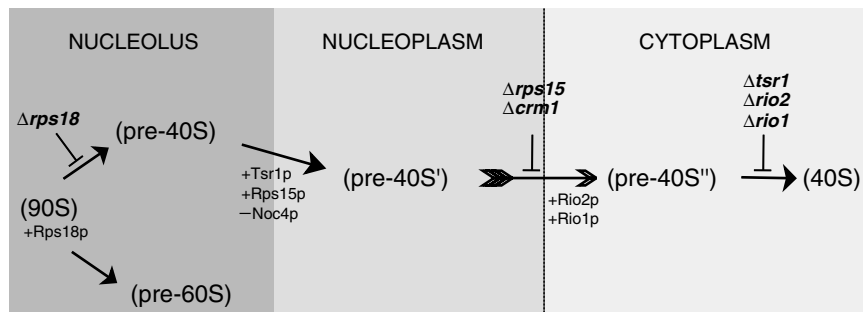 NUCLEOLUS
NUCLEOPLASM
CYTOPLASM
Δrps18
(pre-40S)
(90S)
+Rps18p
(pre-60S)
+Tsr1p
+Rps15p
−Noc4p
(pre-40S')
Δrps15
Δcrm1
+Rio2p
+Rio1p
(pre-40S'')
Δtsr1
Δrio2
Δrio1
(40S)